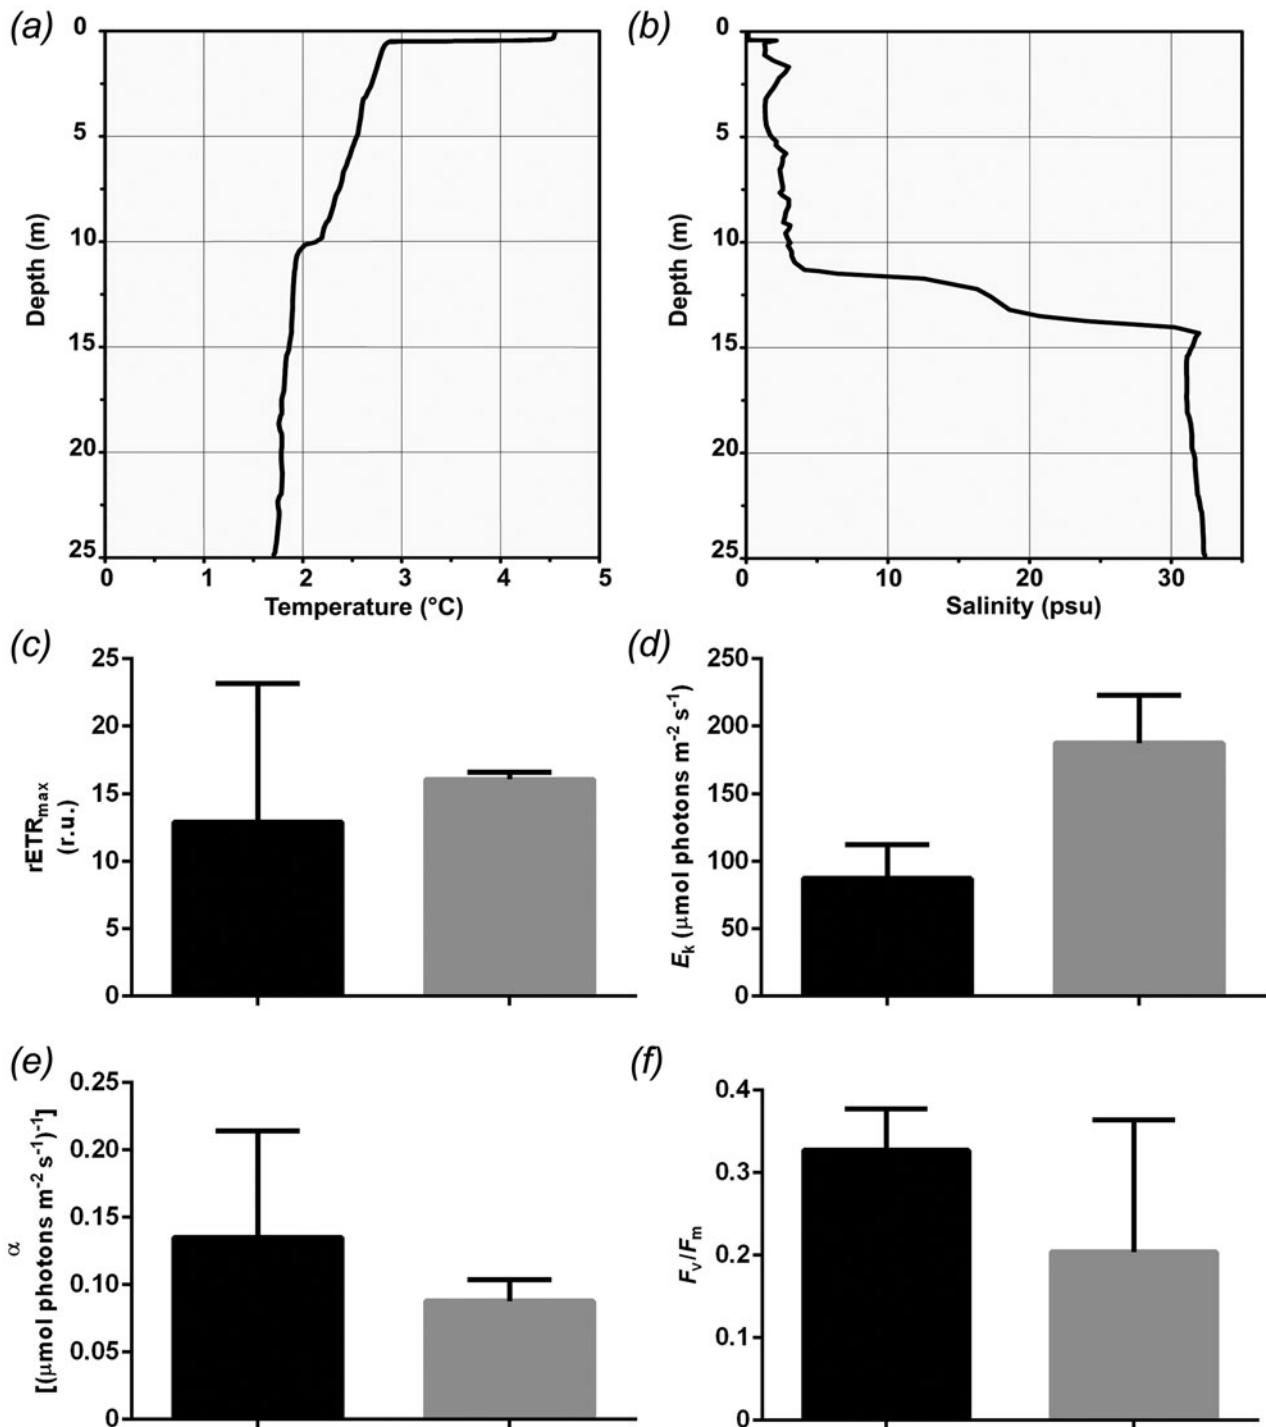 (a)
0
5
10
15
20
25
Depth (m)
0 1 2 3 4 5
Temperature (°C)
(b)
0
5
10
15
20
25
Depth (m)
0 10 20 30
Salinity (psu)
(c)
25
20
15
10
5
0
rETRmax
(r.u.)
(d)
250
200
150
100
50
0
Ek (μmol photons m-2 s-1)
(e)
0.25
0.20
0.15
0.10
0.05
0
α
[(μmol photons m-2 s-1)-1]
(f)
0.4
0.3
0.2
0.1
0
Fv/Fm